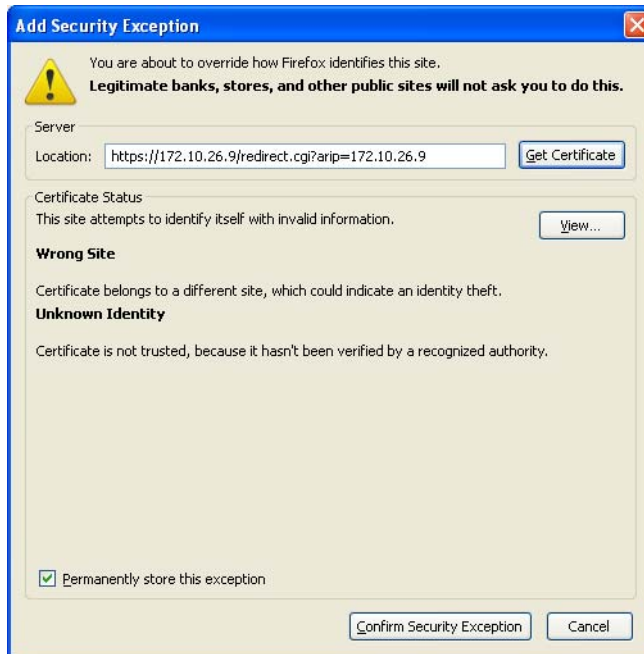 Add Security Exception
You are about to override how Firefox identifies this site.
Legitimate banks, stores, and other public sites will not ask you to do this.
Server
Location: https://172.10.26.9/redirect.cgi?arip=172.10.26.9 Get Certificate
Certificate Status
This site attempts to identify itself with invalid information.
View...
Wrong Site
Certificate belongs to a different site, which could indicate an identity theft.
Unknown Identity
Certificate is not trusted, because it hasn't been verified by a recognized authority.
Permanently store this exception
Confirm Security Exception Cancel